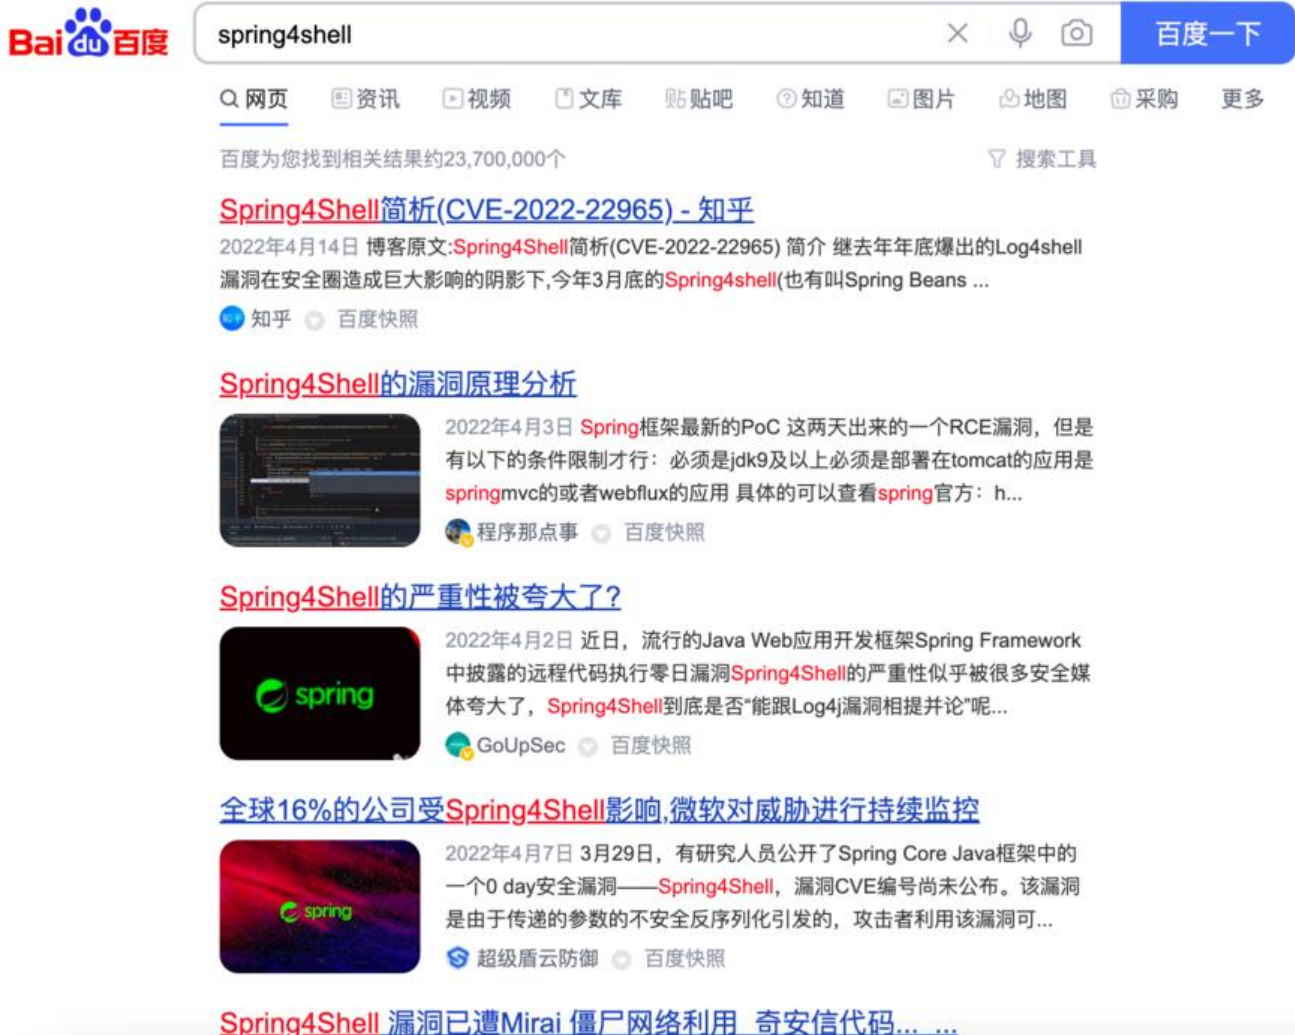 Bai du 百度
spring4shell
百度一下
网页 资讯 视频 文库 贴吧 知道 图片 地图 采购 更多
百度为您找到相关结果约23,700,000个
搜索工具
Spring4Shell简析(CVE-2022-22965) - 知乎
2022年4月14日 博客原文:Spring4Shell简析(CVE-2022-22965) 简介 继去年年底爆出的Log4shell
漏洞在安全圈造成巨大影响的阴影下,今年3月底的Spring4shell(也有叫Spring Beans ...
知乎 百度快照
Spring4Shell的漏洞原理分析
2022年4月3日 Spring框架最新的PoC 这两天出来的一个RCE漏洞，但是
有以下的条件限制才行：必须是jdk9及以上必须是部署在tomcat的应用是
springmvc的或者webflux的应用 具体的可以查看spring官方：h...
程序那点事 百度快照
Spring4Shell的严重性被夸大了?
spring
2022年4月2日 近日，流行的Java Web应用开发框架Spring Framework
中披露的远程代码执行零日漏洞Spring4Shell的严重性似乎被很多安全媒
体夸大了，Spring4Shell到底是否“能跟Log4j漏洞相提并论”呢...
GoUpSec 百度快照
全球16%的公司受Spring4Shell影响,微软对威胁进行持续监控
spring
2022年4月7日 3月29日，有研究人员公开了Spring Core Java框架中的
一个0 day安全漏洞——Spring4Shell，漏洞CVE编号尚未公布。该漏洞
是由于传递的参数的不安全反序列化引发的，攻击者利用该漏洞可...
超级盾云防御 百度快照
Spring4Shell 漏洞已遭Mirai 僵尸网络利用_奇安信代码... ...